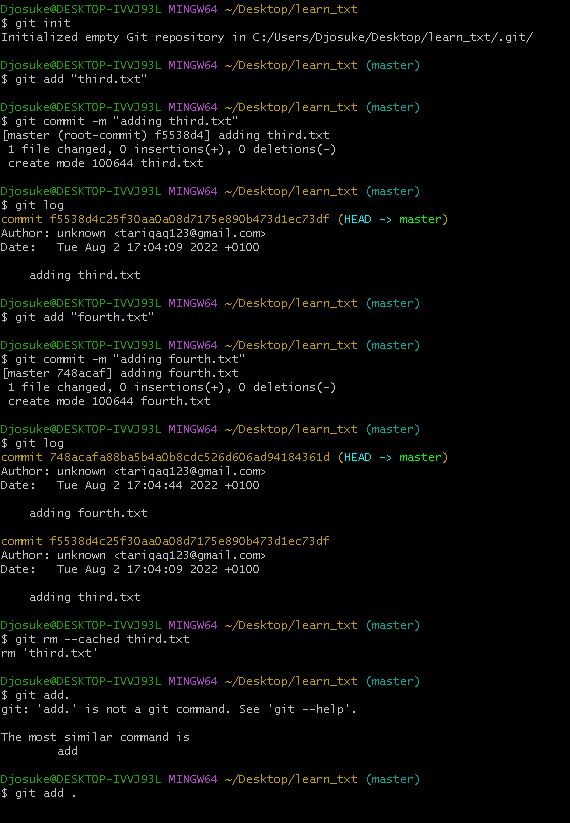 Djosuke@DESKTOP-IVVJ93L MINGW64 ~/Desktop/learn_txt
$ git init
Initialized empty Git repository in C:/Users/Djosuke/Desktop/learn_txt/.git/
Djosuke@DESKTOP-IVVJ93L MINGW64 ~/Desktop/learn_txt (master)
$ git add "third.txt"
Djosuke@DESKTOP-IVVJ93L MINGW64 ~/Desktop/learn_txt (master)
$ git commit -m "adding third.txt"
[master (root-commit) f5538d4] adding third.txt
 1 file changed, 0 insertions(+), 0 deletions(-)
 create mode 100644 third.txt
Djosuke@DESKTOP-IVVJ93L MINGW64 ~/Desktop/learn_txt (master)
$ git log
commit f5538d4c25f30aa0a08d7175e890b473d1ec73df (HEAD -> master)
Author: unknown <tariqaq123@gmail.com>
Date:   Tue Aug 2 17:04:09 2022 +0100
    adding third.txt
Djosuke@DESKTOP-IVVJ93L MINGW64 ~/Desktop/learn_txt (master)
$ git add "fourth.txt"
Djosuke@DESKTOP-IVVJ93L MINGW64 ~/Desktop/learn_txt (master)
$ git commit -m "adding fourth.txt"
[master 748acaf] adding fourth.txt
 1 file changed, 0 insertions(+), 0 deletions(-)
 create mode 100644 fourth.txt
Djosuke@DESKTOP-IVVJ93L MINGW64 ~/Desktop/learn_txt (master)
$ git log
commit 748acafa88ba5b4a0b8cdc526d606ad94184361d (HEAD -> master)
Author: unknown <tariqaq123@gmail.com>
Date:   Tue Aug 2 17:04:44 2022 +0100
    adding fourth.txt
commit f5538d4c25f30aa0a08d7175e890b473d1ec73df
Author: unknown <tariqaq123@gmail.com>
Date:   Tue Aug 2 17:04:09 2022 +0100
    adding third.txt
Djosuke@DESKTOP-IVVJ93L MINGW64 ~/Desktop/learn_txt (master)
$ git rm --cached third.txt
rm 'third.txt'
Djosuke@DESKTOP-IVVJ93L MINGW64 ~/Desktop/learn_txt (master)
$ git add.
git: 'add.' is not a git command. See 'git --help'.
The most similar command is
        add
Djosuke@DESKTOP-IVVJ93L MINGW64 ~/Desktop/learn_txt (master)
$ git add .